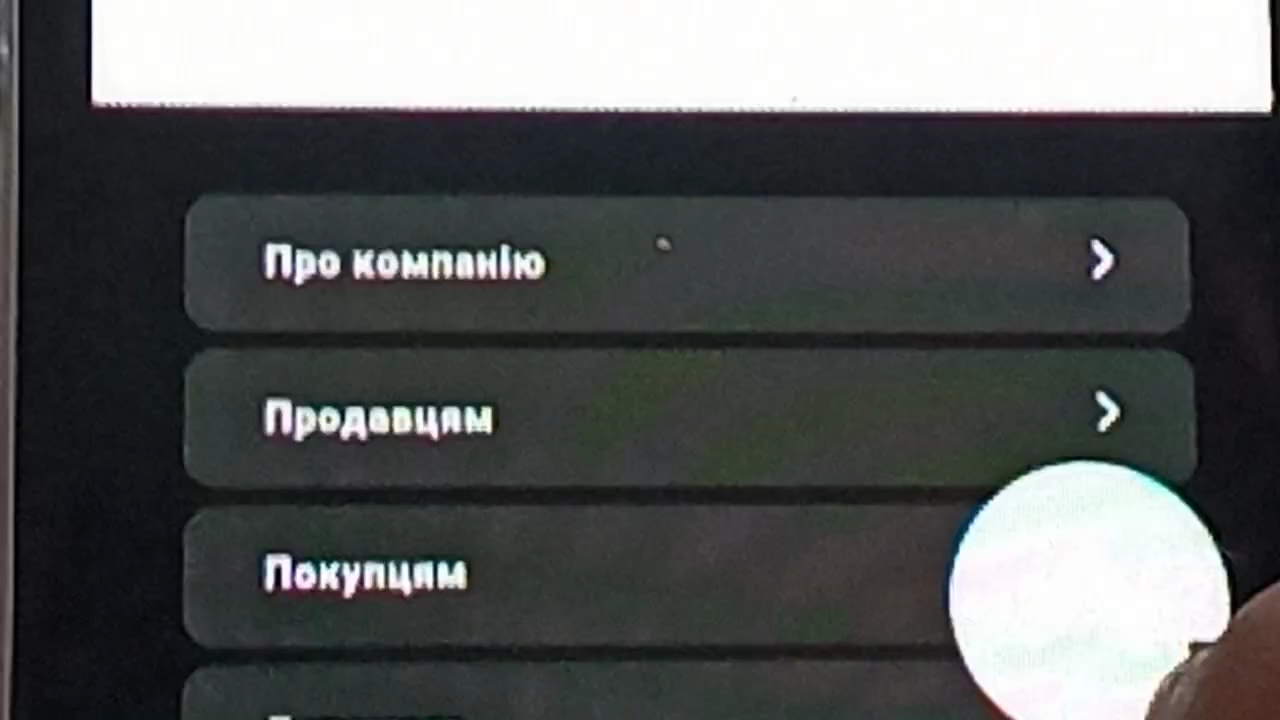 Про компанію
Продавцям
Покупцям